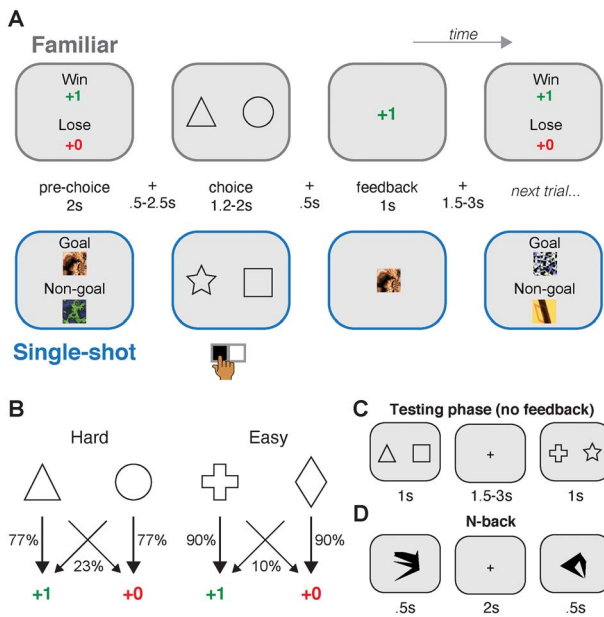 A
Familiar
time
Win
+1
Lose
+0
+1
Win
+1
Lose
+0
pre-choice
2s
+
.5-2.5s
choice
1.2-2s
+
.5s
feedback
1s
+
1.5-3s
next trial...
Goal
Non-goal
Goal
Non-goal
Single-shot
B
Hard
Easy
77%
77%
23%
90%
90%
10%
+1
+0
+1
+0
C
Testing phase (no feedback)
+
1s
1.5-3s
1s
D
N-back
+
.5s
2s
.5s